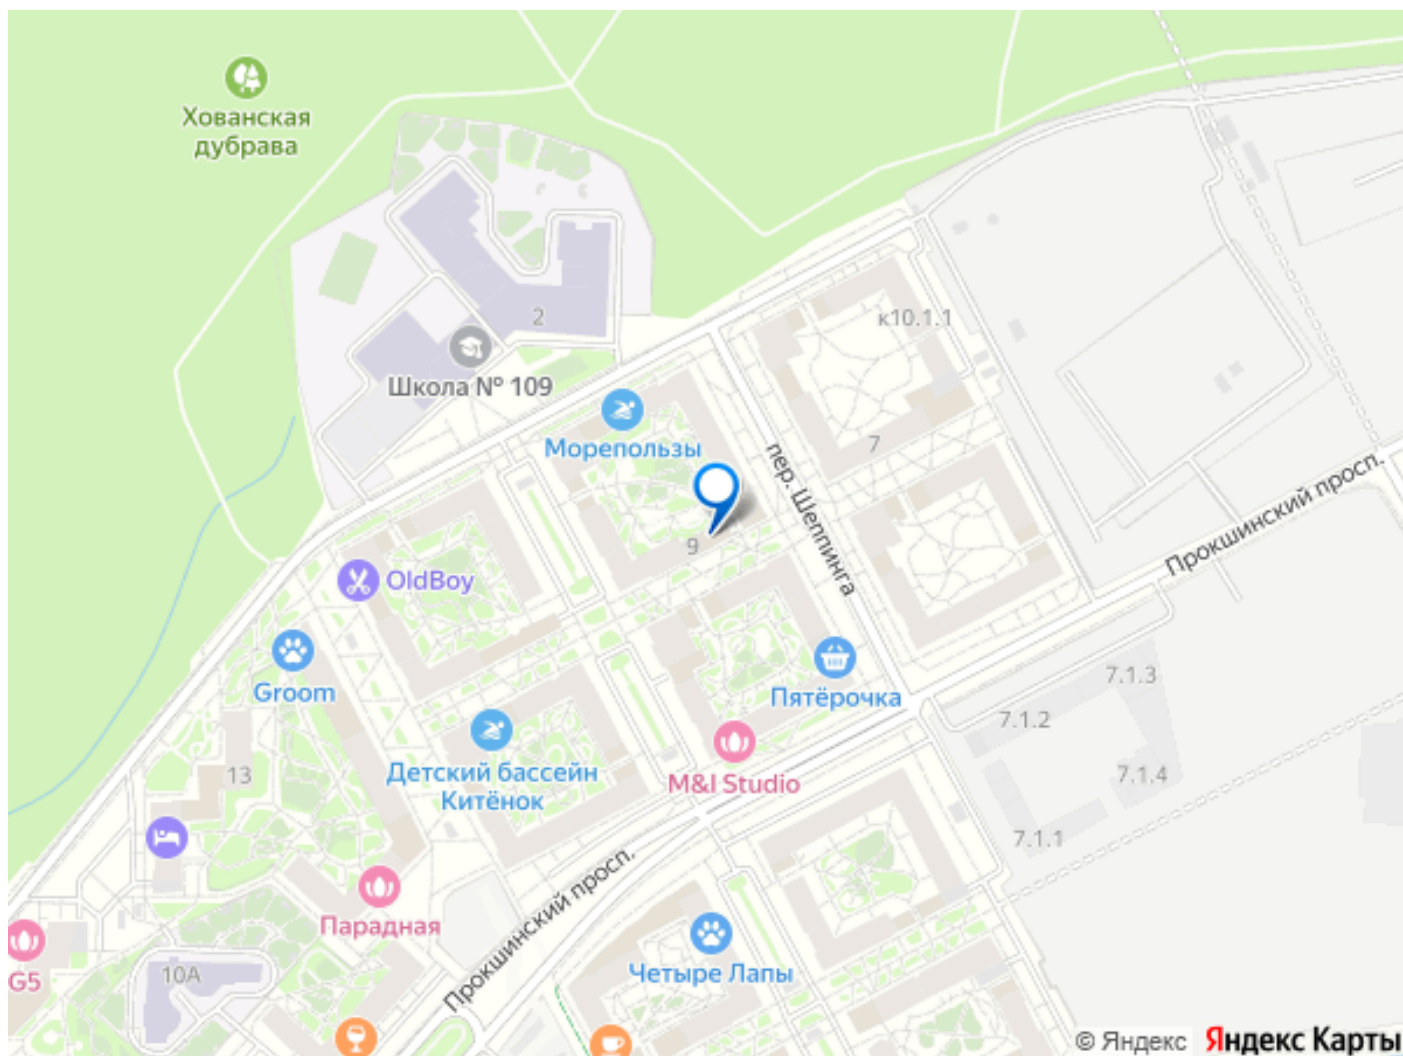 Хованская
дубрава
к10.1.1
2
Школа № 109
Морепользы
7
пер. Шеппинга
Прокшинский просп.
9
OldBoy
Groom
Пятёрочка
7.1.3
7.1.2
M&I Studio
7.1.4
13
Детский бассейн
Китёнок
7.1.1
Прокшинский просп.
Парадная
G5
10А
Четыре Лапы
© Яндекс Яндекс Карты